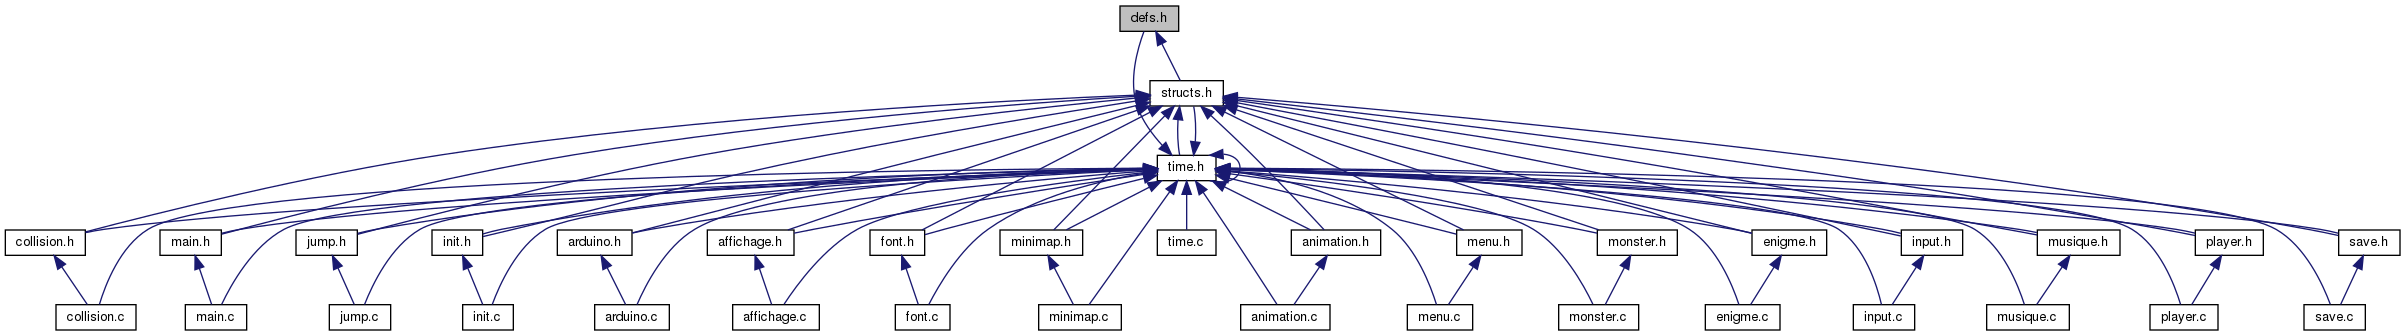 defs.h
structs.h
time.h
collision.h
main.h
jump.h
init.h
arduino.h
affichage.h
font.h
minimap.h
time.c
animation.h
menu.h
monster.h
enigme.h
input.h
musique.h
player.h
save.h
collision.c
main.c
jump.c
init.c
arduino.c
affichage.c
font.c
minimap.c
animation.c
menu.c
monster.c
enigme.c
input.c
musique.c
player.c
save.c